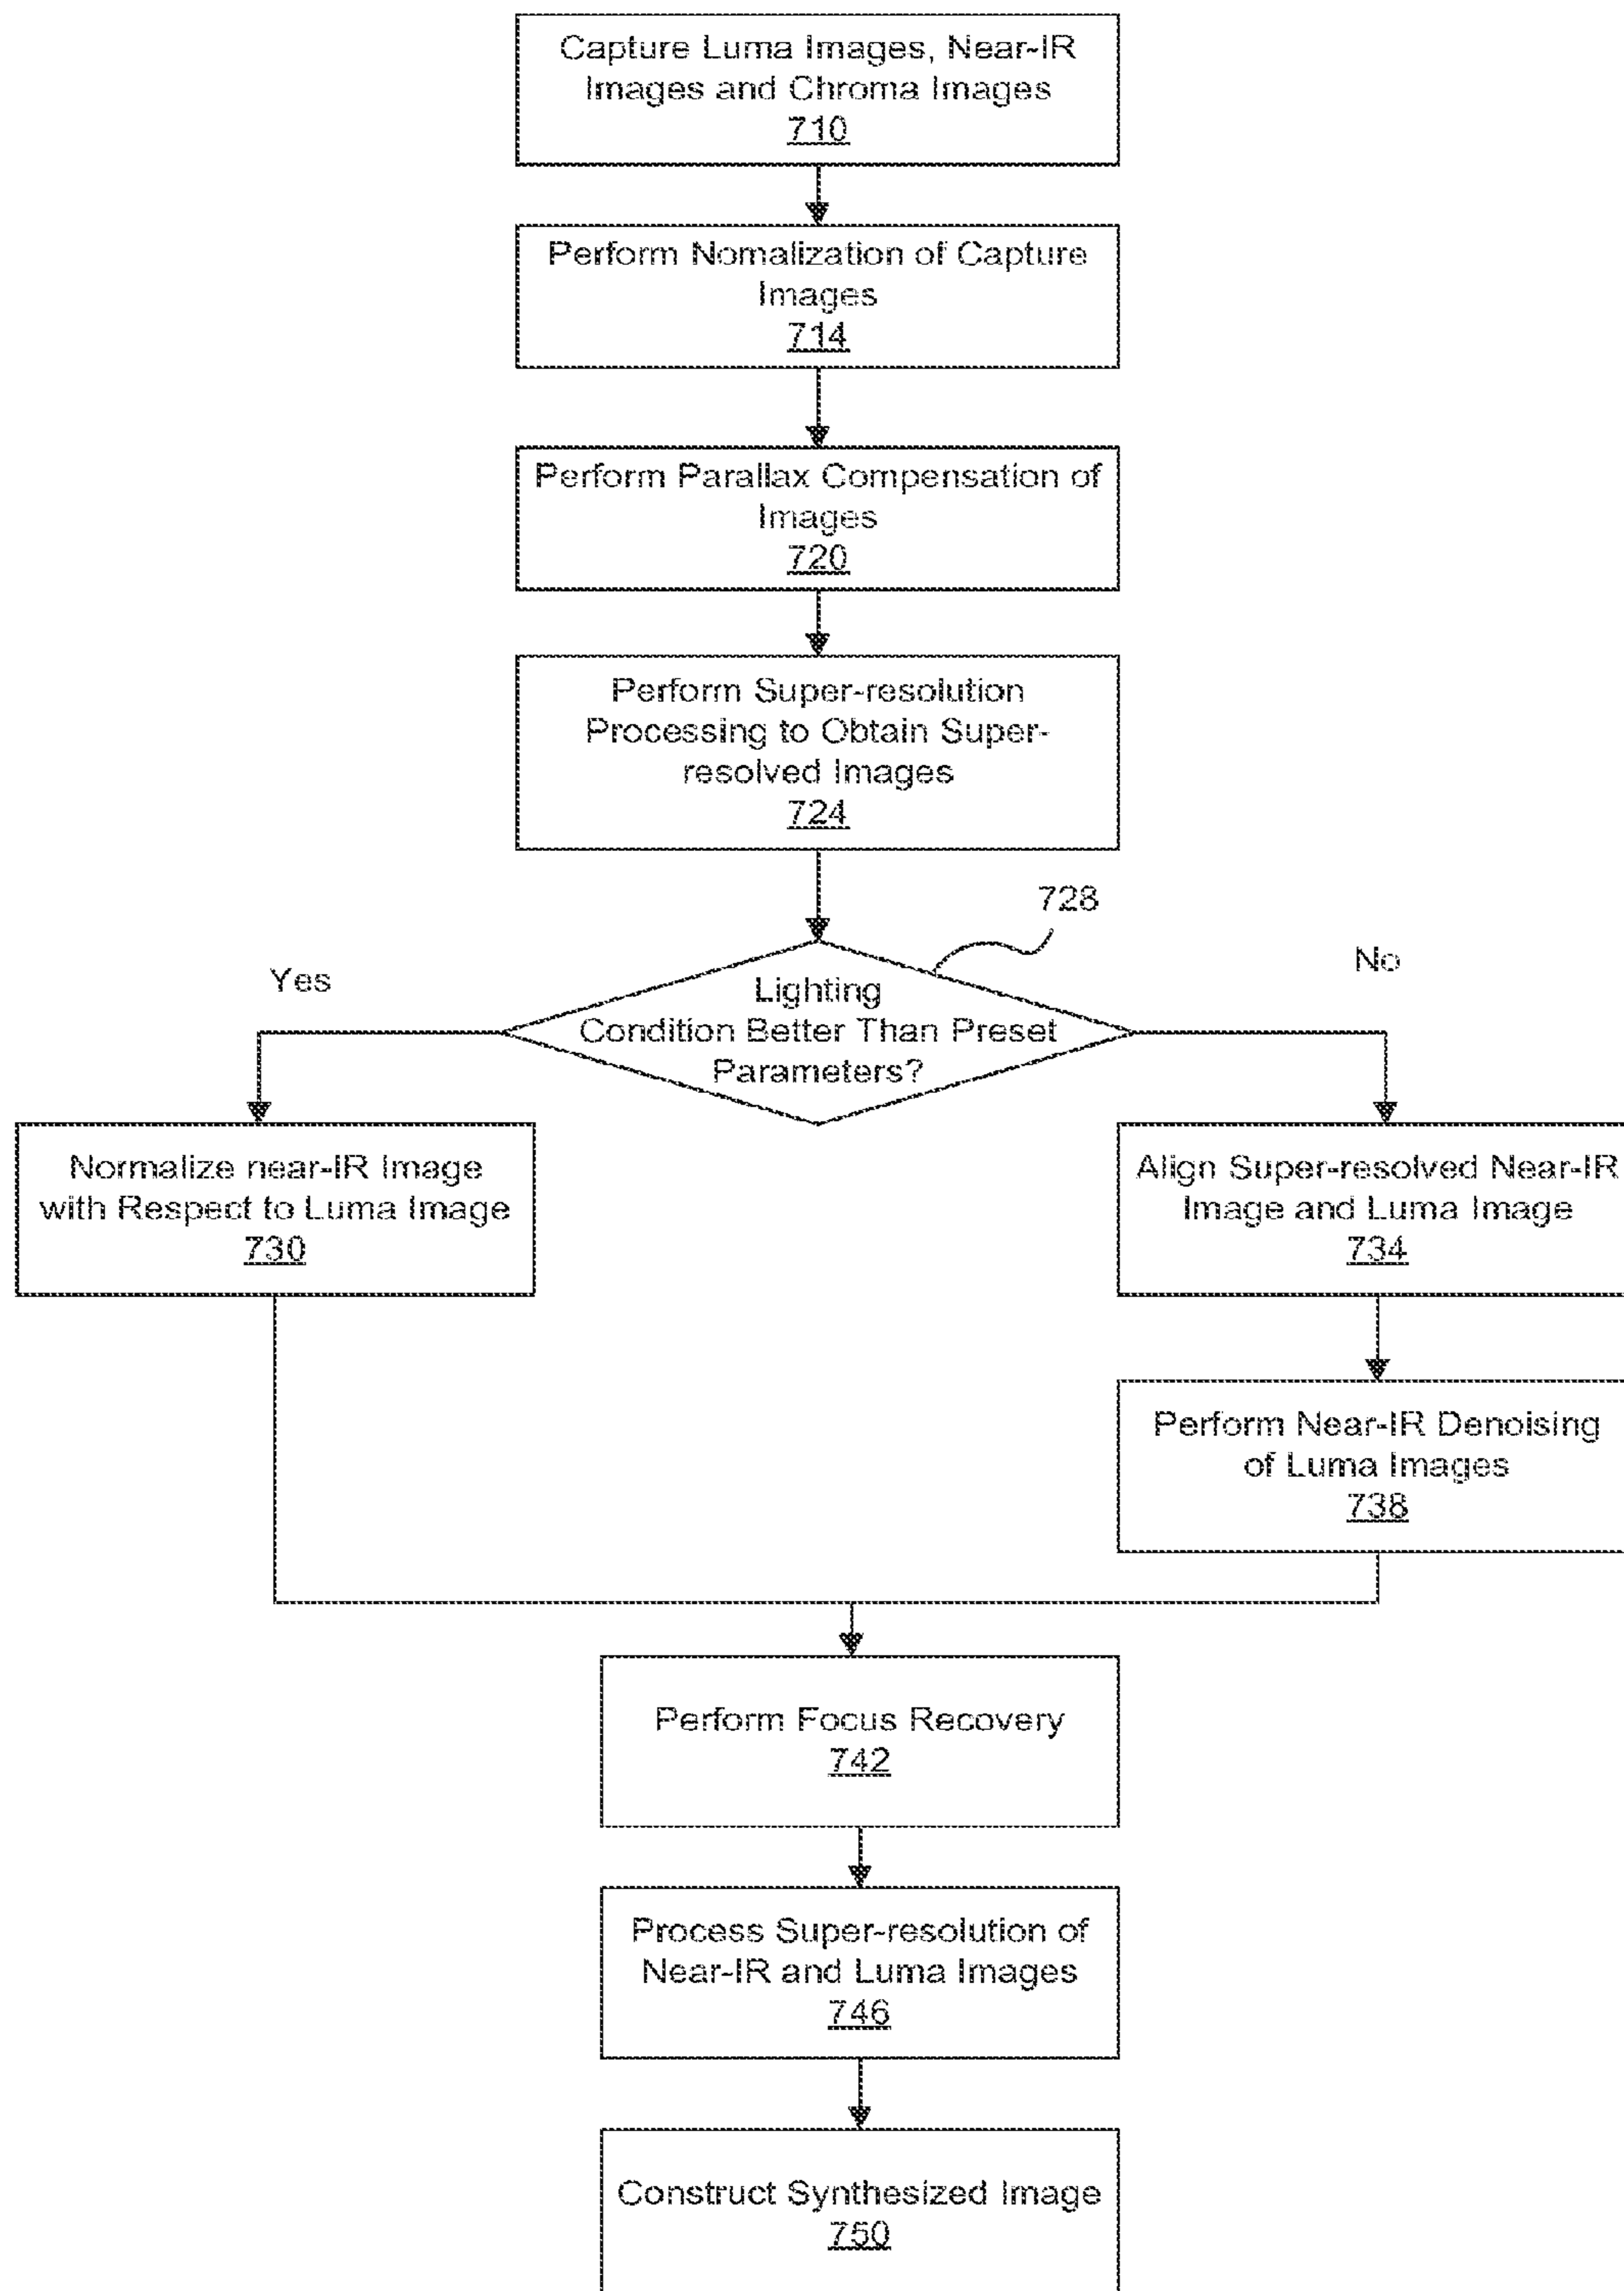 Capture Luma Images, Near-IR
Images and Chroma Images
710
Perform Nomalization of Capture
Images
714
Perform Parallax Compensation of
Images
720
Perform Super-resolution
Processing to Obtain Super-
resolved Images
724
728
Yes
No
Lighting
Condition Better Than Preset
Parameters?
Normalize near-IR Image
with Respect to Luma Image
730
Align Super-resolved Near-IR
Image and Luma Image
734
Perform Near-IR Denoising
of Luma Images
738
Perform Focus Recovery
742
Process Super-resolution of
Near-IR and Luma Images
746
Construct Synthesized Image
750